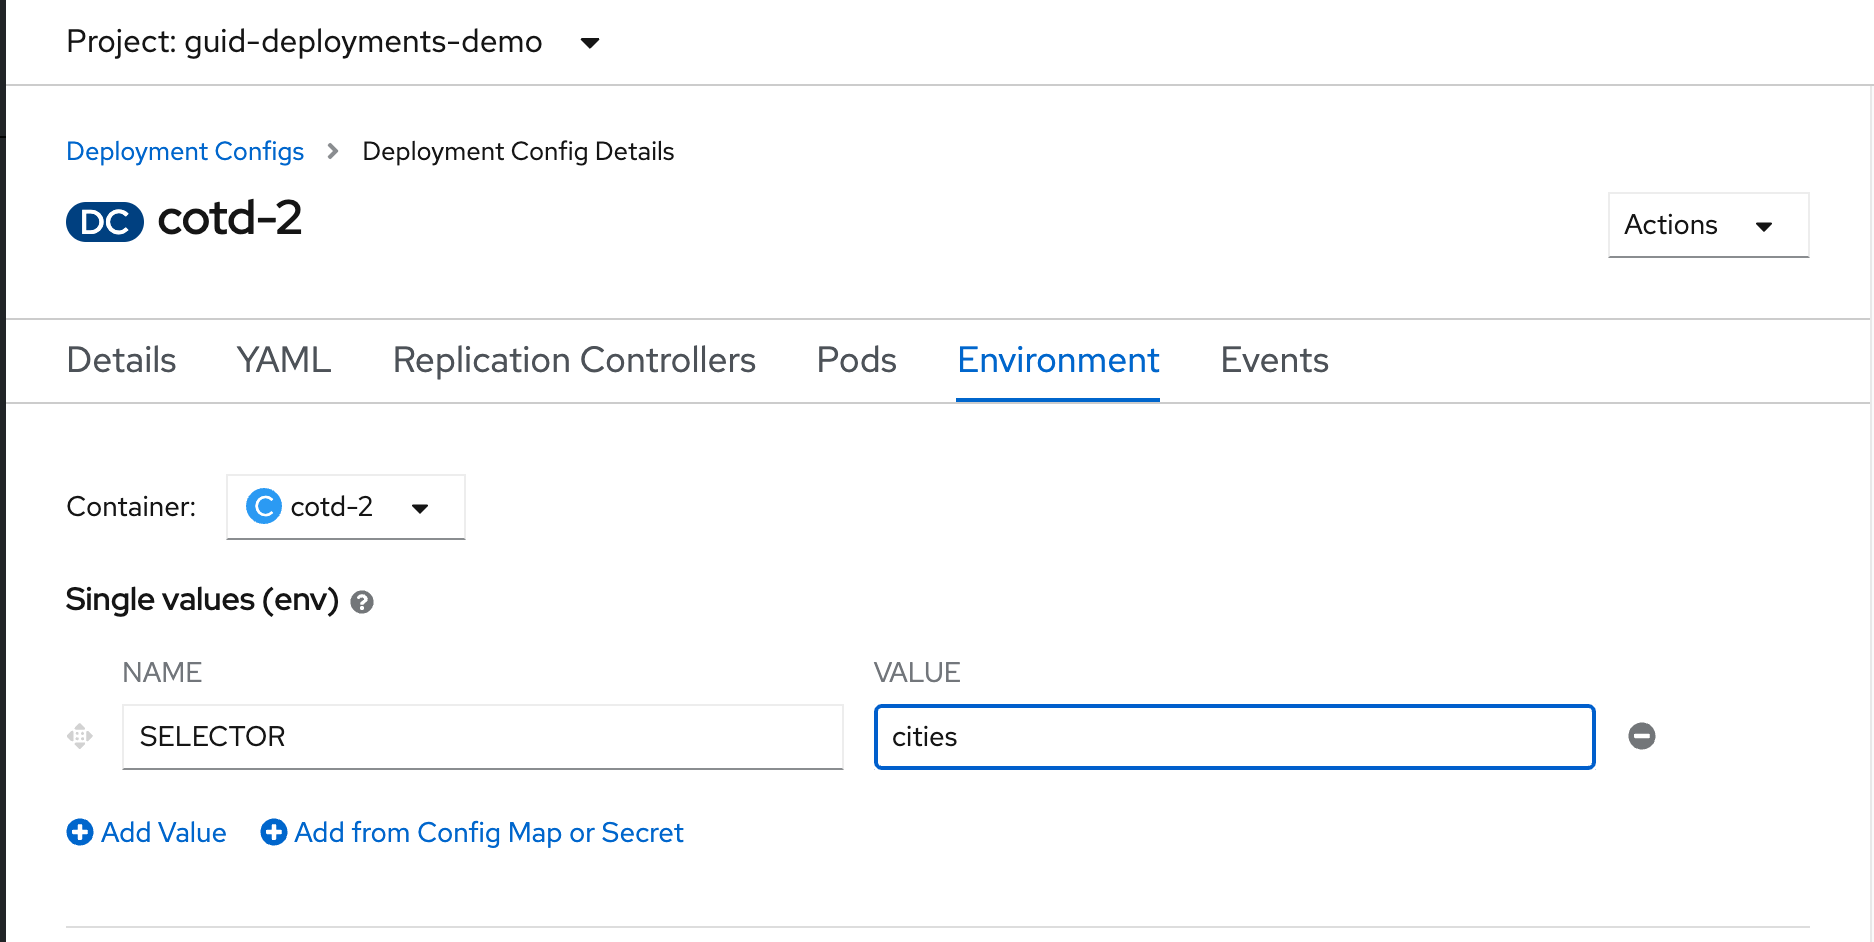 Project: guid-deployments-demo
Deployment Configs > Deployment Config Details
DC cotd-2
Actions
Details YAML Replication Controllers Pods Environment Events
Container: C cotd-2
Single values (env) ?
NAME VALUE
SELECTOR cities
Add Value Add from Config Map or Secret